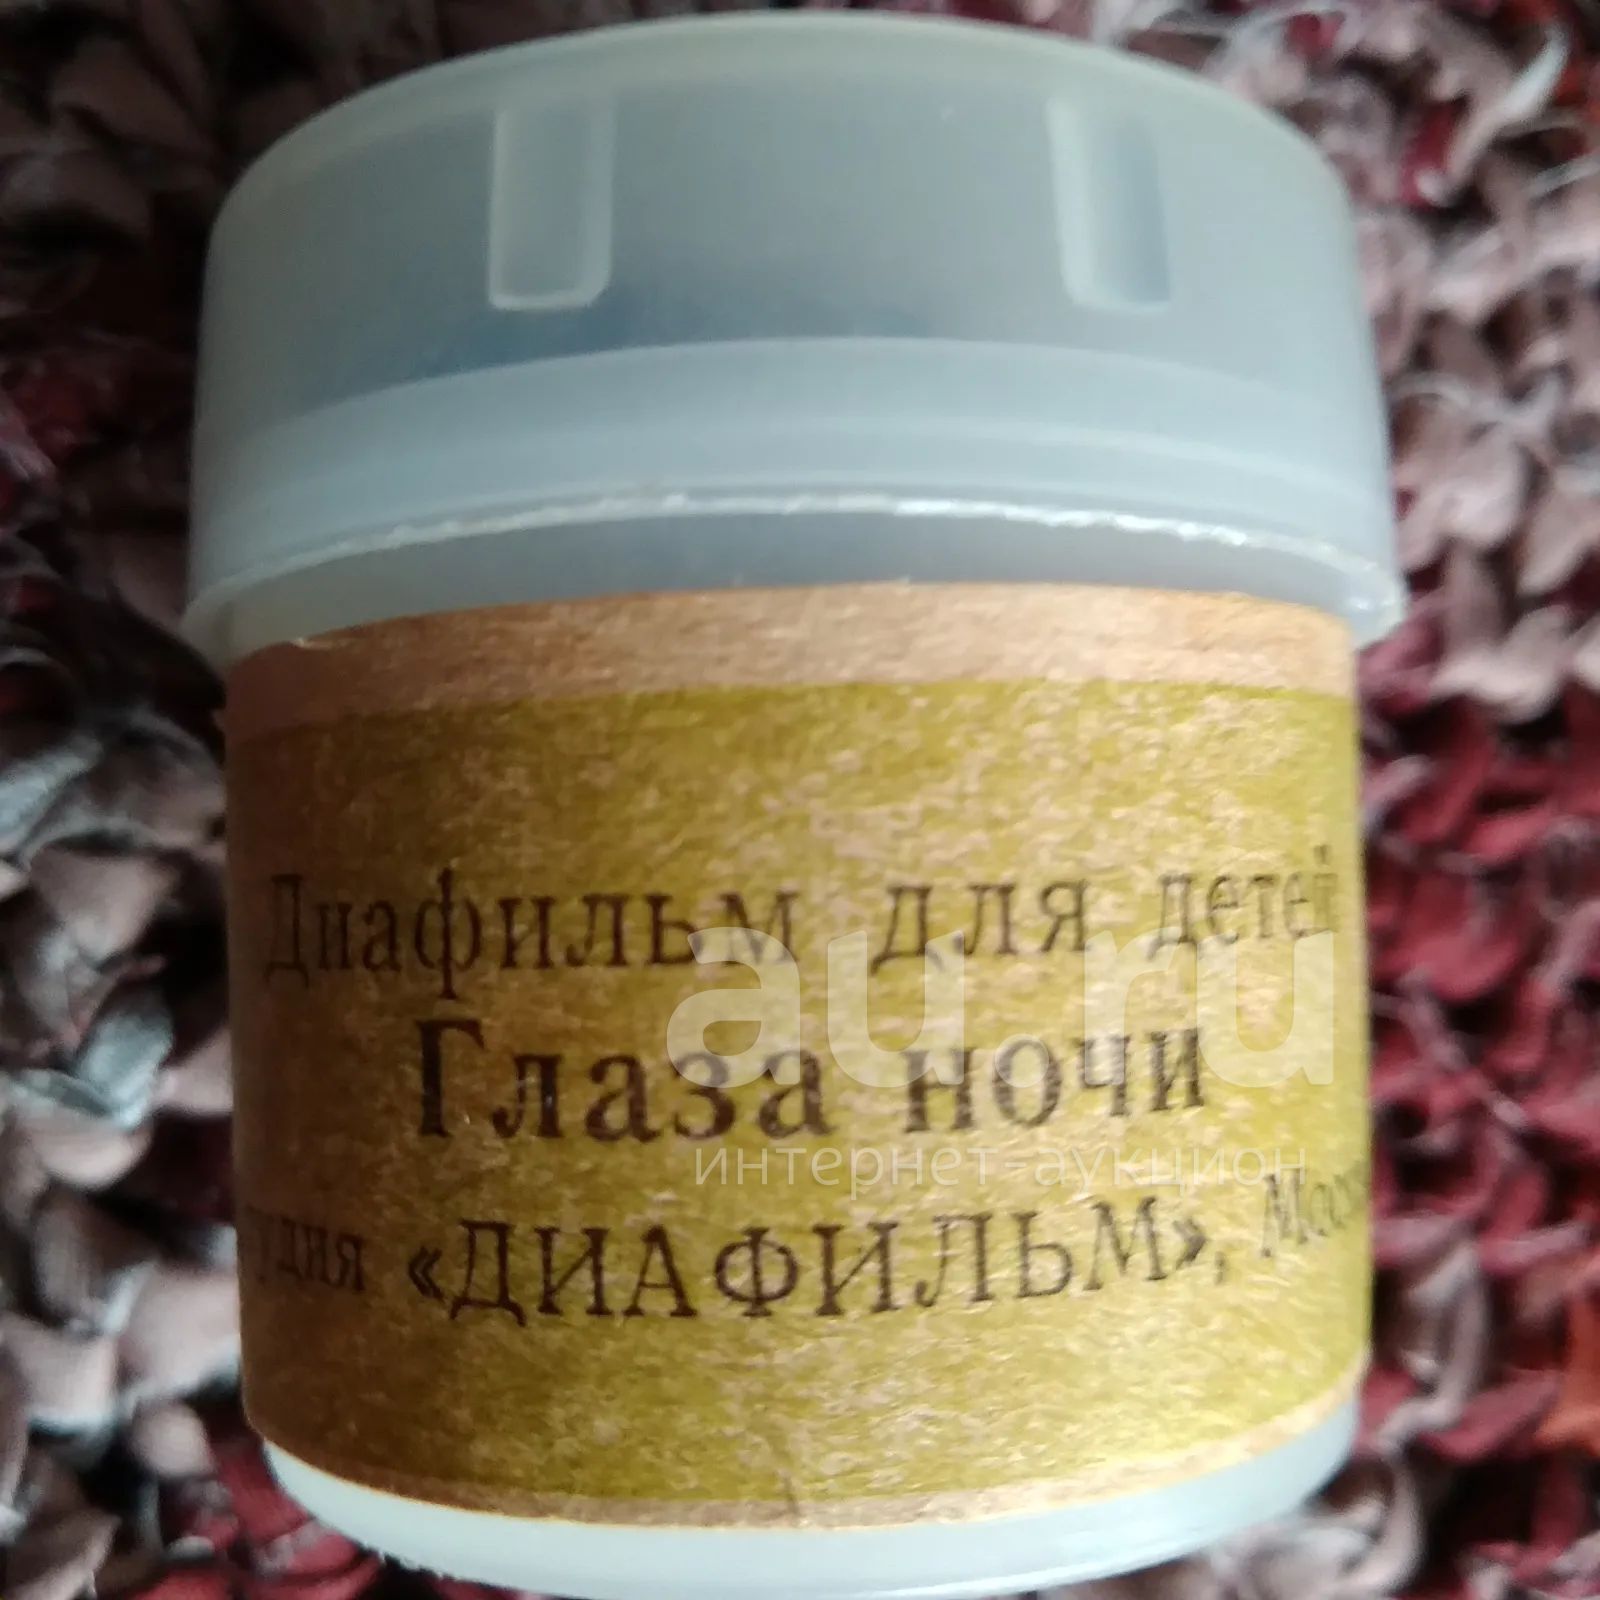 Диафильм для детей
au.ru
Глаза ночи
интернет-аукцион
«ДИАФИЛЬМ»,